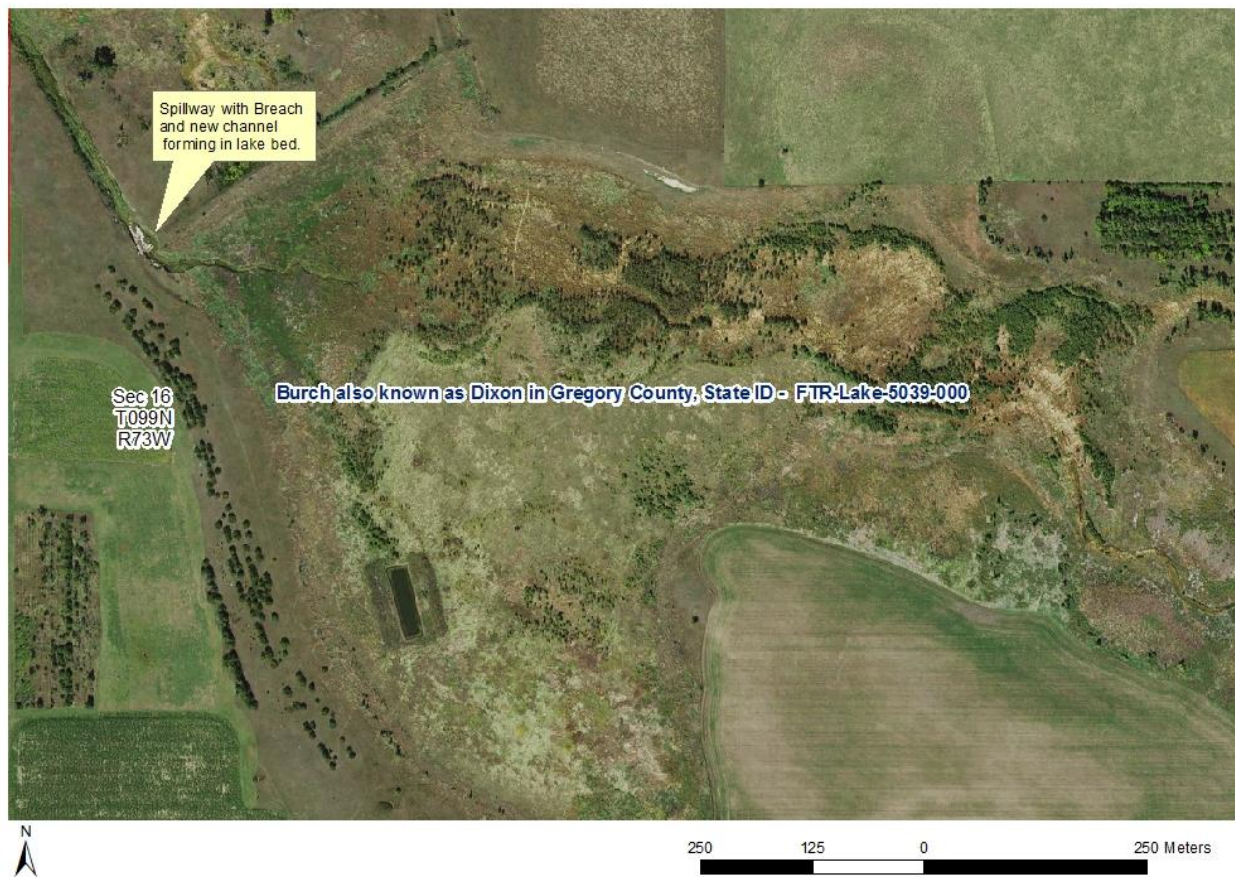 Spillway with Breach
and new channel
forming in lake bed.
Sec 16
T099N
R73W
Burch also known as Dixon in Gregory County, State ID - FTR-Lake-5039-000
N
250 125 0 250 Meters